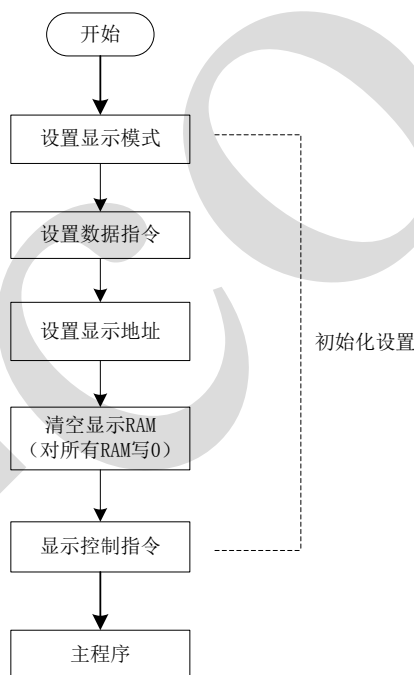 开始
设置显示模式
设置数据指令
设置显示地址
初始化设置
清空显示RAM
（对所有RAM写0）
显示控制指令
主程序